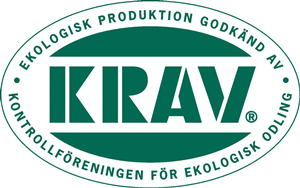 · EKOLOGISK PRODUKTION GODKÄND AV ·
KRAV®
KONTROLLFÖRENINGEN FÖR EKOLOGISK ODLING